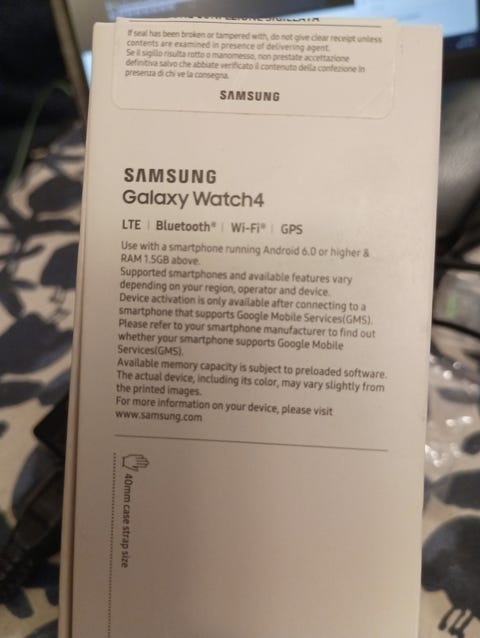 If seal has been broken or tampered with, do not give clear receipt unless
contents are examined in presence of delivering agent.
Se il sigillo risulta rotto o manomesso, non prestate accettazione
definitiva salvo che abbiate verificato il contenuto della confezione in
presenza di chi ve la consegna.
SAMSUNG
SAMSUNG
Galaxy Watch4
LTE | Bluetooth® | Wi-Fi® | GPS
Use with a smartphone running Android 6.0 or higher &
RAM 1.5GB above.
Supported smartphones and available features vary
depending on your region, operator and device.
Device activation is only available after connecting to a
smartphone that supports Google Mobile Services(GMS).
Please refer to your smartphone manufacturer to find out
whether your smartphone supports Google Mobile
Services(GMS).
Available memory capacity is subject to preloaded software.
The actual device, including its color, may vary slightly from
the printed images.
For more information on your device, please visit
www.samsung.com
40mm case strap size